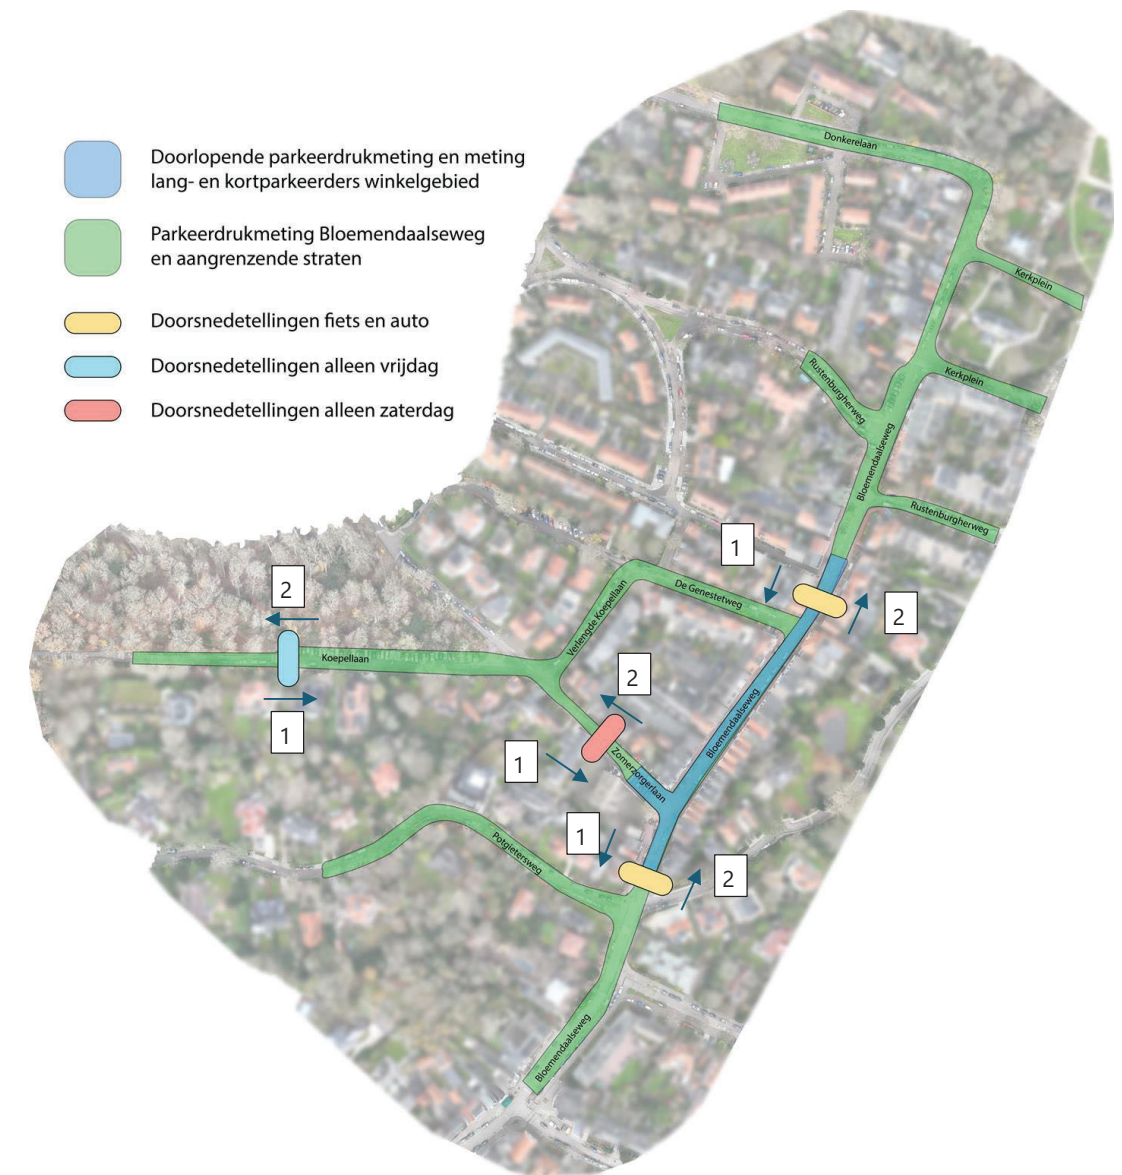 Doorlopende parkeerdrukmeting en meting
lang- en kortparkeerders winkelgebied
Parkeerdrukmeting Bloemendaalseweg
en aangrenzende straten
Doorsnedetellingen fiets en auto
Doorsnedetellingen alleen vrijdag
Doorsnedetellingen alleen zaterdag
Donkerelaan
Kerkplein
Kerkplein
Rustenburgherweg
Bloemendaalseweg
Rustenburgherweg
1
De Genestetweg
2
Verlengde Koepellaan
2
Koepellaan
1
2
Bloemendaalseweg
1
Zomerzorgerlaan
1
Potgietersweg
2
Bloemendaalseweg